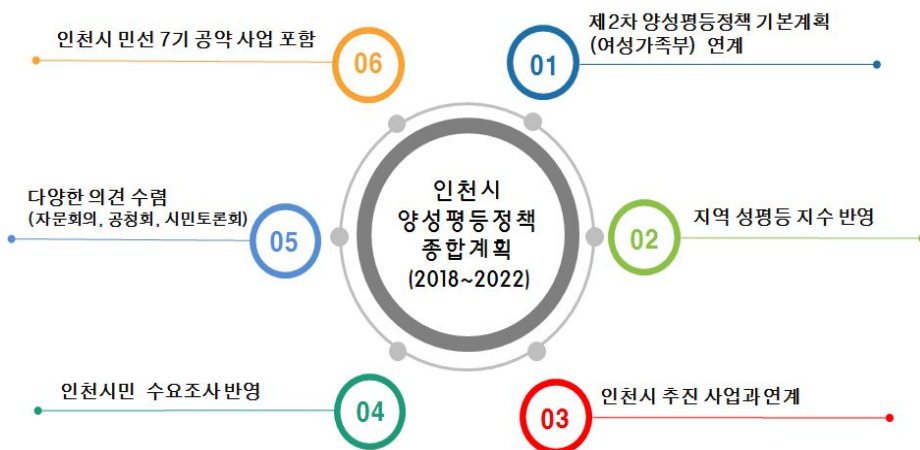 인천시 민선 7기 공약 사업 포함
06
01
제2차 양성평등정책 기본계획
(여성가족부) 연계
다양한 의견 수렴
(자문회의, 공청회, 시민토론회)
05
인천시
양성평등정책
종합계획
(2018~2022)
02
지역 성평등 지수 반영
인천시민 수요조사 반영
04
03
인천시 추진 사업과 연계